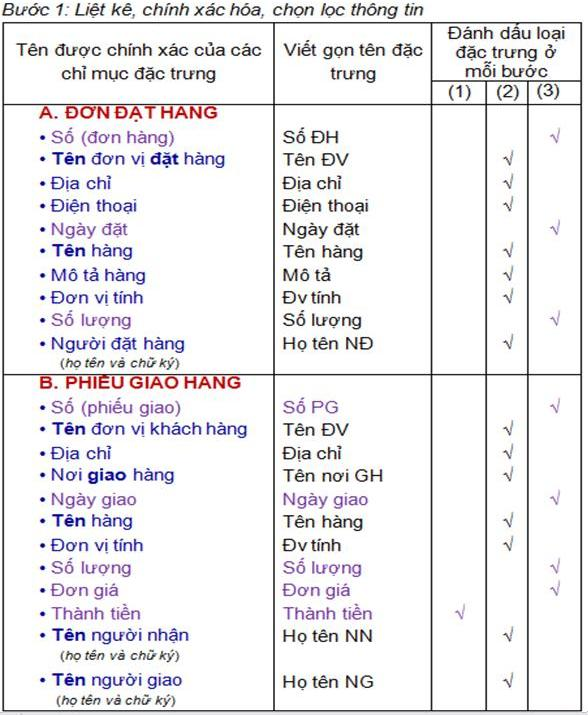 Bước 1: Liệt kê, chính xác hóa, chọn lọc thông tin
Tên được chính xác của các chỉ mục đặc trưng
Viết gọn tên đặc trưng
Đánh dấu loại đặc trưng ở mỗi bước
(1) (2) (3)
A. ĐƠN ĐẶT HÀNG
• Số (đơn hàng) Số ĐH √
• Tên đơn vị đặt hàng Tên ĐV √
• Địa chỉ Địa chỉ √
• Điện thoại Điện thoại √
• Ngày đặt Ngày đặt √
• Tên hàng Tên hàng √
• Mô tả hàng Mô tả √
• Đơn vị tính Đv tính √
• Số lượng Số lượng √
• Người đặt hàng Họ tên NĐ √
(họ tên và chữ ký)
B. PHIẾU GIAO HÀNG
• Số (phiếu giao) Số PG √
• Tên đơn vị khách hàng Tên ĐV √
• Địa chỉ Địa chỉ √
• Nơi giao hàng Tên nơi GH √
• Ngày giao Ngày giao √
• Tên hàng Tên hàng √
• Đơn vị tính Đv tính √
• Số lượng Số lượng √
• Đơn giá Đơn giá √
• Thành tiền Thành tiền √
• Tên người nhận Họ tên NN √
(họ tên và chữ ký)
• Tên người giao Họ tên NG √
(họ tên và chữ ký)